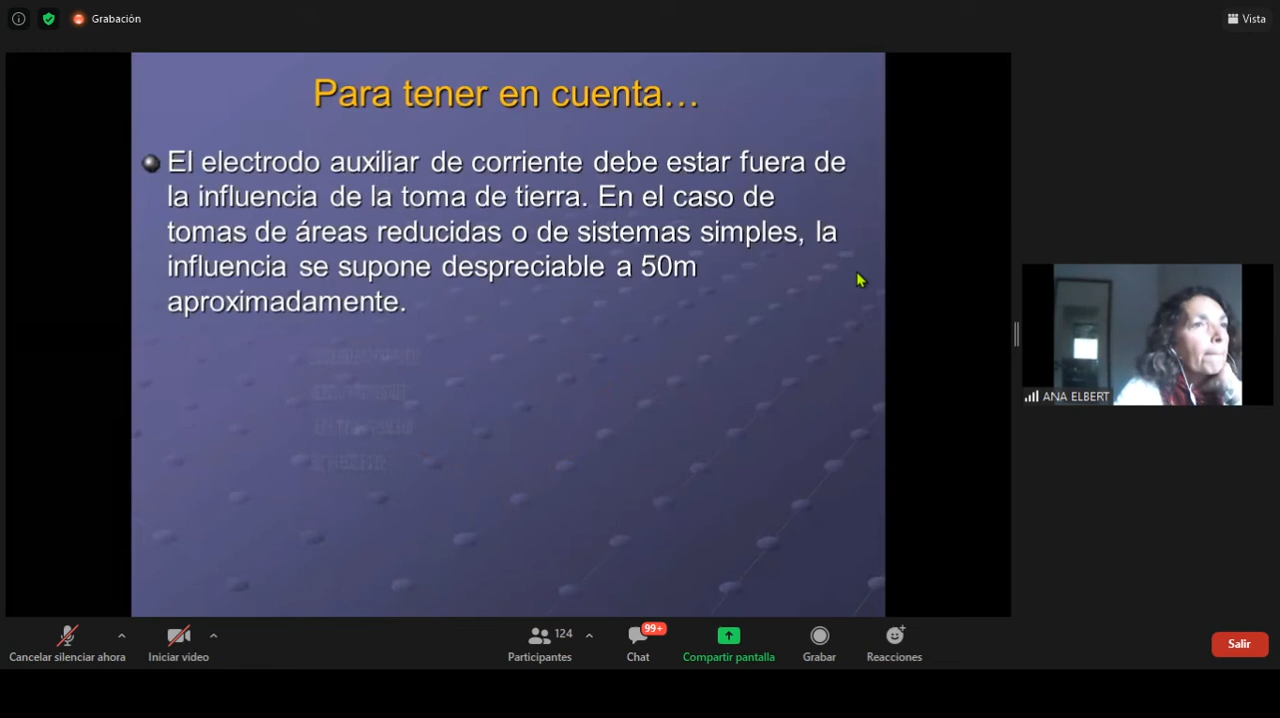 Grabación
Vista
Para tener en cuenta...
El electrodo auxiliar de corriente debe estar fuera de
la influencia de la toma de tierra. En el caso de
tomas de áreas reducidas o de sistemas simples, la
influencia se supone despreciable a 50m
aproximadamente.
ANA ELBERT
Cancelar silenciar ahora
Iniciar video
124
Participantes
99+
Chat
Compartir pantalla
Grabar
Reacciones
Salir